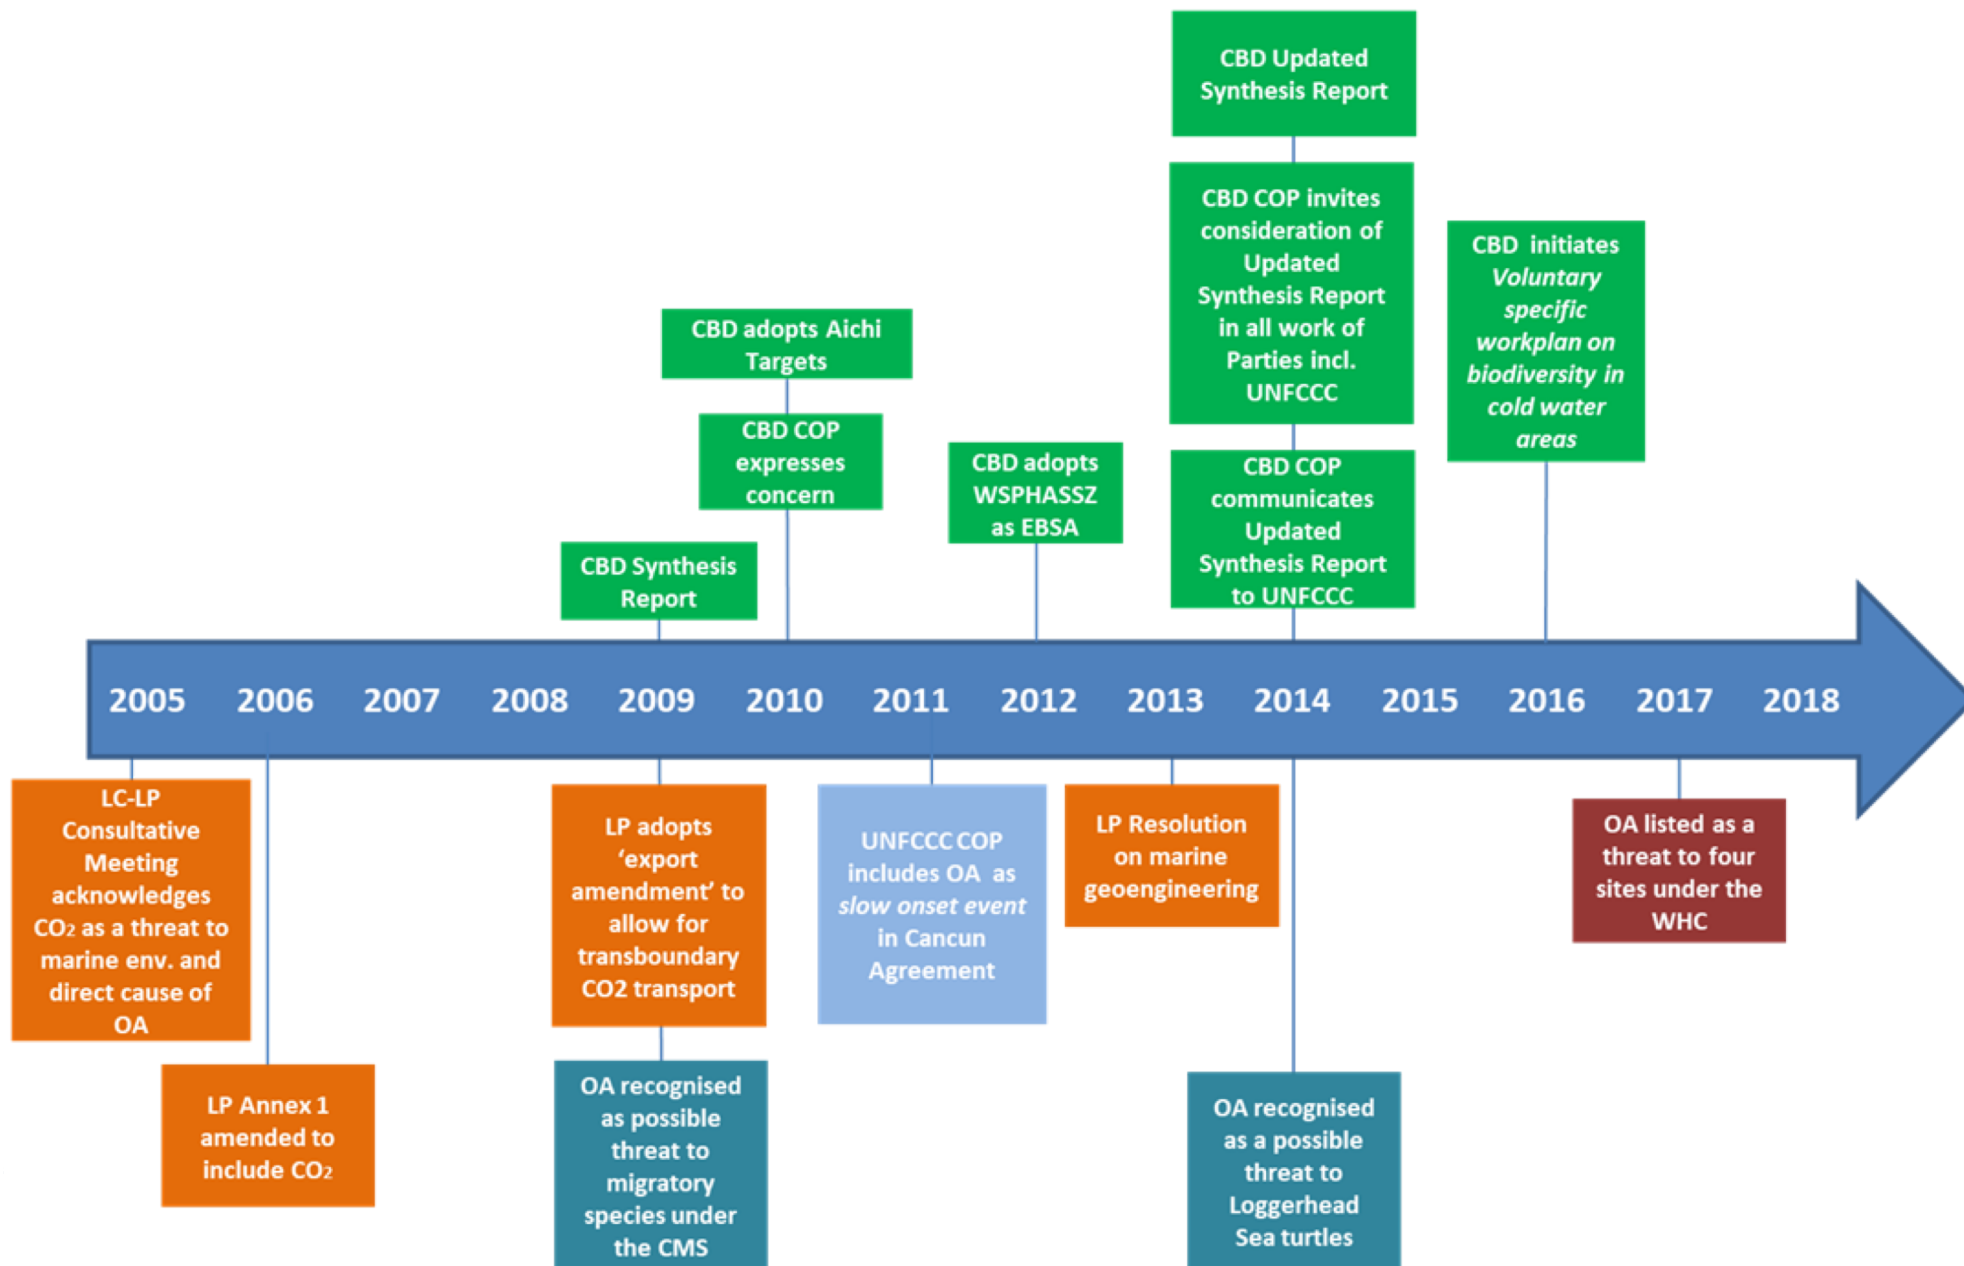 CBD Updated
Synthesis Report
CBD COP invites
consideration of
Updated
Synthesis Report
in all work of
Parties incl.
UNFCCC
CBD initiates
Voluntary
specific
workplan on
biodiversity in
cold water
areas
CBD adopts Aichi
Targets
CBD COP
expresses
concern
CBD adopts
WSPHASSZ
as EBSA
CBD COP
communicates
Updated
Synthesis Report
to UNFCCC
CBD Synthesis
Report
2005 2006 2007 2008 2009 2010 2011 2012 2013 2014 2015 2016 2017 2018
LC-LP
Consultative
Meeting
acknowledges
CO₂ as a threat to
marine env. and
direct cause of
OA
LP Annex 1
amended to
include CO₂
LP adopts
‘export
amendment’ to
allow for
transboundary
CO2 transport
OA recognised
as possible
threat to
migratory
species under
the CMS
UNFCCC COP
includes OA as
slow onset event
in Cancun
Agreement
LP Resolution
on marine
geoengineering
OA recognised
as a possible
threat to
Loggerhead
Sea turtles
OA listed as a
threat to four
sites under the
WHC